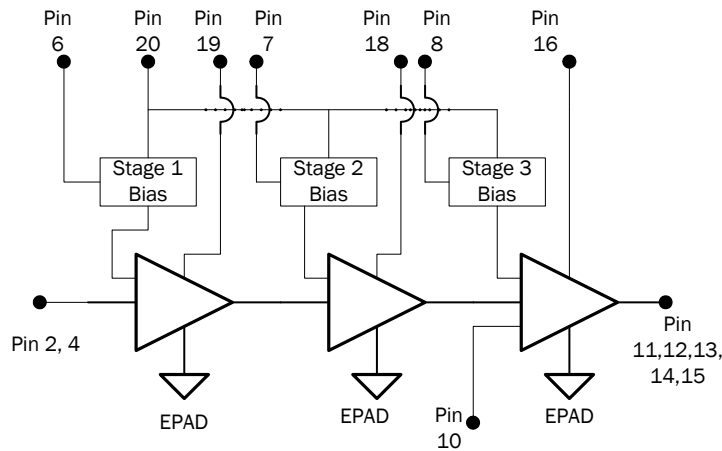 Pin
6
Pin
20
Pin
19
Pin
7
Pin
18
Pin
8
Pin
16
Stage 1
Bias
Stage 2
Bias
Stage 3
Bias
Pin 2, 4
Pin
11,12,13,
14,15
EPAD
EPAD
Pin
10
EPAD